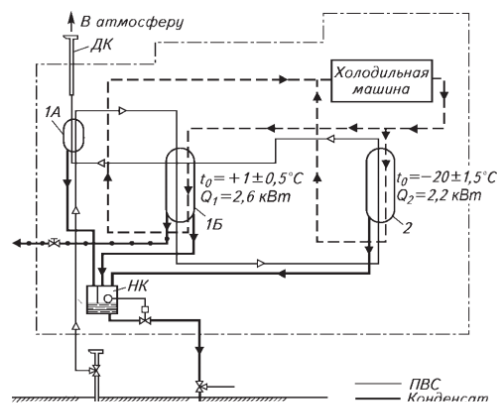 В атмосферу
ДК
Холодильная
машина
1А
t₀=+1±0,5°С
Q₁=2,6 кВт
1Б
t₀=−20±1,5°С
Q₂=2,2 кВт
2
НК
ПВС
Конденсат